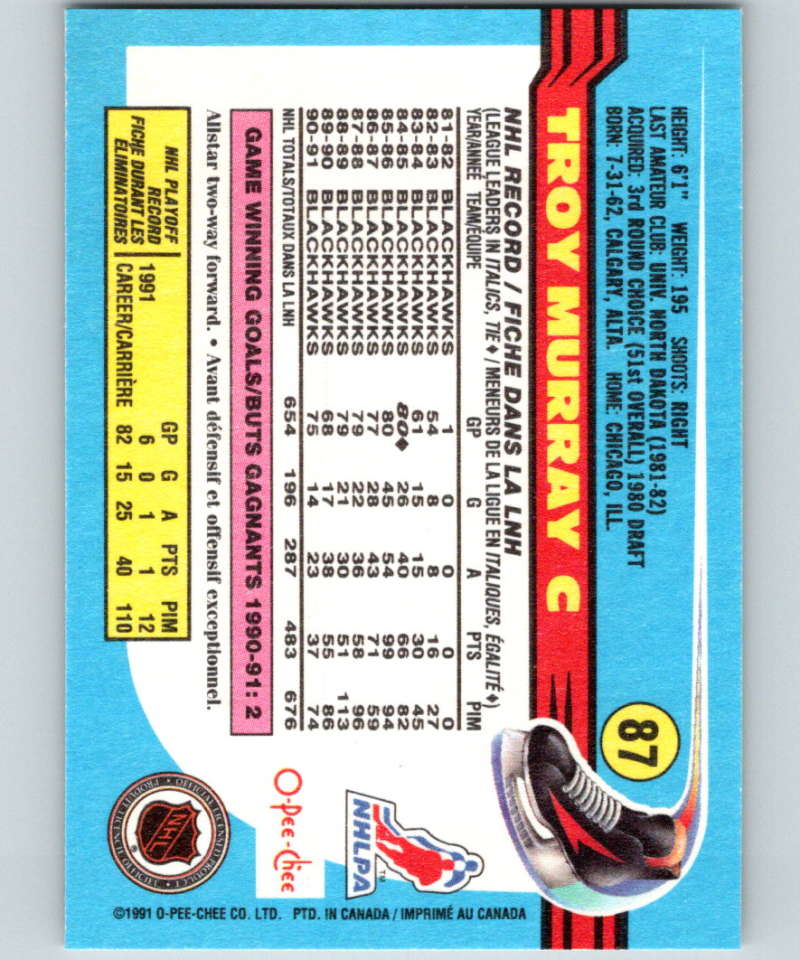 87
HEIGHT: 6'1" WEIGHT: 195 SHOOTS: RIGHT
LAST AMATEUR CLUB: UNIV. NORTH DAKOTA (1981-82)
ACQUIRED: 3rd ROUND CHOICE (51st OVERALL) 1980 DRAFT
BORN: 7-31-62, CALGARY, ALTA. HOME: CHICAGO, ILL.
TROY MURRAY C
NHL RECORD / FICHE DANS LA LNH
(LEAGUE LEADERS IN ITALICS, TIE ♦ / MENEURS DE LA LIGUE EN ITALIQUES, ÉGALITÉ ♦)
YEAR/ANNÉE TEAM/ÉQUIPE GP G A PTS PIM
81-82 BLACKHAWKS 1 0 0 0 0
82-83 BLACKHAWKS 54 8 8 16 27
83-84 BLACKHAWKS 61 15 15 30 45
84-85 BLACKHAWKS 80♦ 26 40 66 82
85-86 BLACKHAWKS 80 45 54 99 94
86-87 BLACKHAWKS 77 28 43 71 59
87-88 BLACKHAWKS 79 22 36 58 96
88-89 BLACKHAWKS 79 21 30 51 113
89-90 BLACKHAWKS 68 17 38 55 86
90-91 BLACKHAWKS 75 14 23 37 74
NHL TOTALS/TOTAUX DANS LA LNH 654 196 287 483 676
GAME WINNING GOALS/BUTS GAGNANTS 1990-91: 2
Allstar two-way forward. • Avant défensif et offensif exceptionnel.
NHL PLAYOFF
RECORD
FICHE DURANT LES
ÉLIMINATOIRES
GP G A PTS PIM
1991 6 0 1 1 12
CAREER/CARRIÈRE 82 15 25 40 110
NHLPA
TM
O-Pee-Chee
NHL
®
OFFICIAL LICENSED PRODUCT •
©1991 O-PEE-CHEE CO. LTD. PTD. IN CANADA / IMPRIMÉ AU CANADA